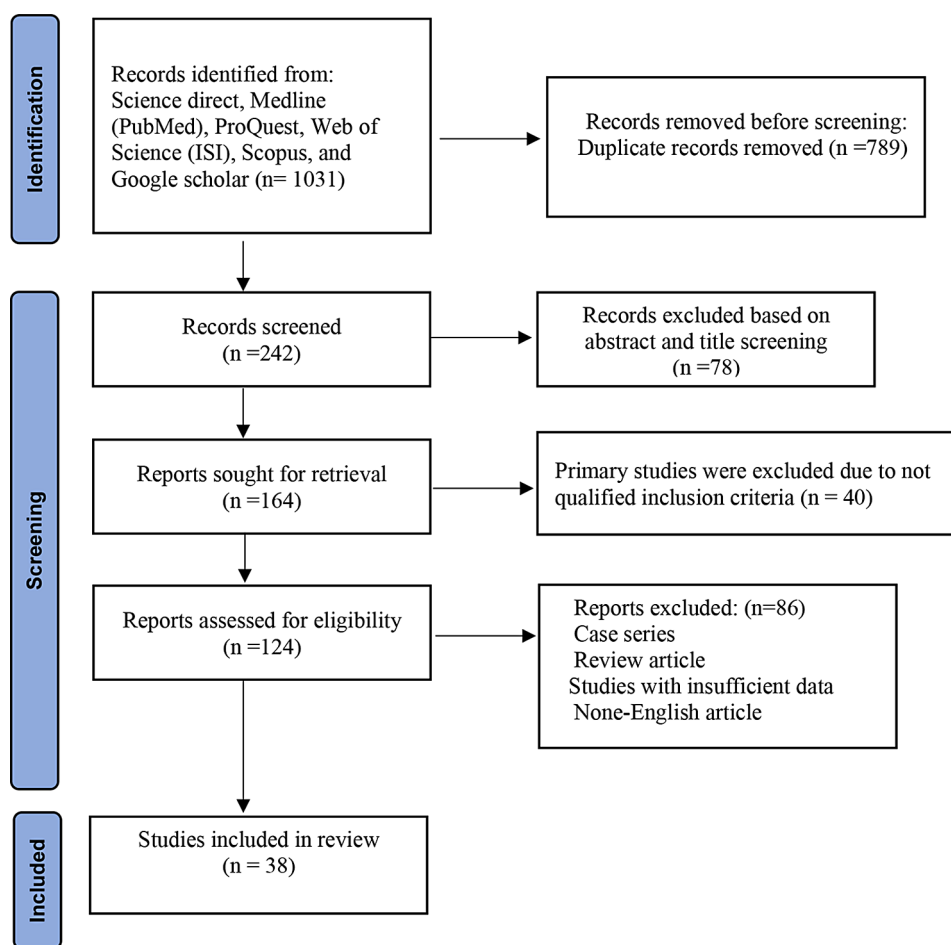 Identification
Records identified from:
Science direct, Medline
(PubMed), ProQuest, Web of
Science (ISI), Scopus, and
Google scholar (n= 1031)
Records removed before screening:
Duplicate records removed (n =789)
Screening
Records screened
(n =242)
Records excluded based on
abstract and title screening
(n =78)
Reports sought for retrieval
(n =164)
Primary studies were excluded due to not
qualified inclusion criteria (n = 40)
Reports assessed for eligibility
(n =124)
Reports excluded: (n=86)
Case series
Review article
Studies with insufficient data
None-English article
Included
Studies included in review
(n = 38)